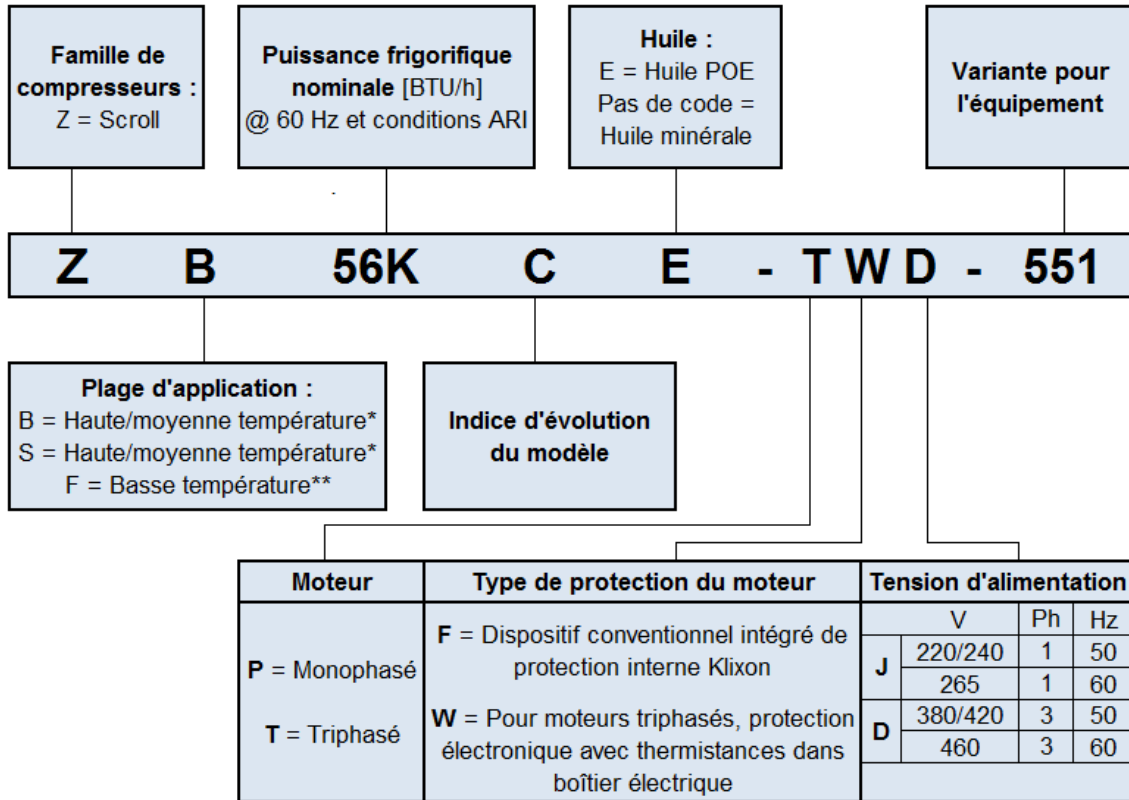 Famille de
compresseurs :
Z = Scroll
Puissance frigorifique
nominale [BTU/h]
@ 60 Hz et conditions ARI
Huile :
E = Huile POE
Pas de code =
Huile minérale
Variante pour
l'équipement
Z B 56K C E - T W D - 551
Plage d'application :
B = Haute/moyenne température*
S = Haute/moyenne température*
F = Basse température**
Indice d'évolution
du modèle
Moteur
P = Monophasé
T = Triphasé
Type de protection du moteur
F = Dispositif conventionnel intégré de
protection interne Klixon
W = Pour moteurs triphasés, protection
électronique avec thermistances dans
boîtier électrique
Tension d'alimentation
V Ph Hz
J 220/240 1 50
265 1 60
D 380/420 3 50
460 3 60